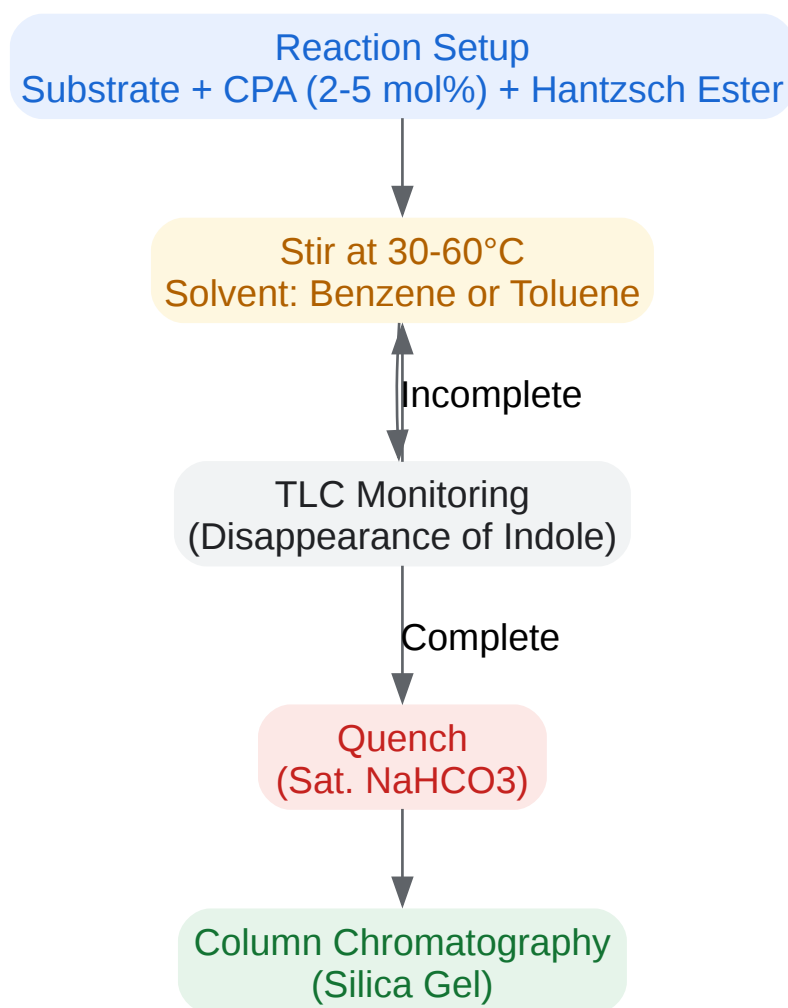 Reaction Setup
Substrate + CPA (2-5 mol%) + Hantzsch Ester
Stir at 30-60°C
Solvent: Benzene or Toluene
Incomplete
TLC Monitoring
(Disappearance of Indole)
Complete
Quench
(Sat. NaHCO3)
Column Chromatography
(Silica Gel)